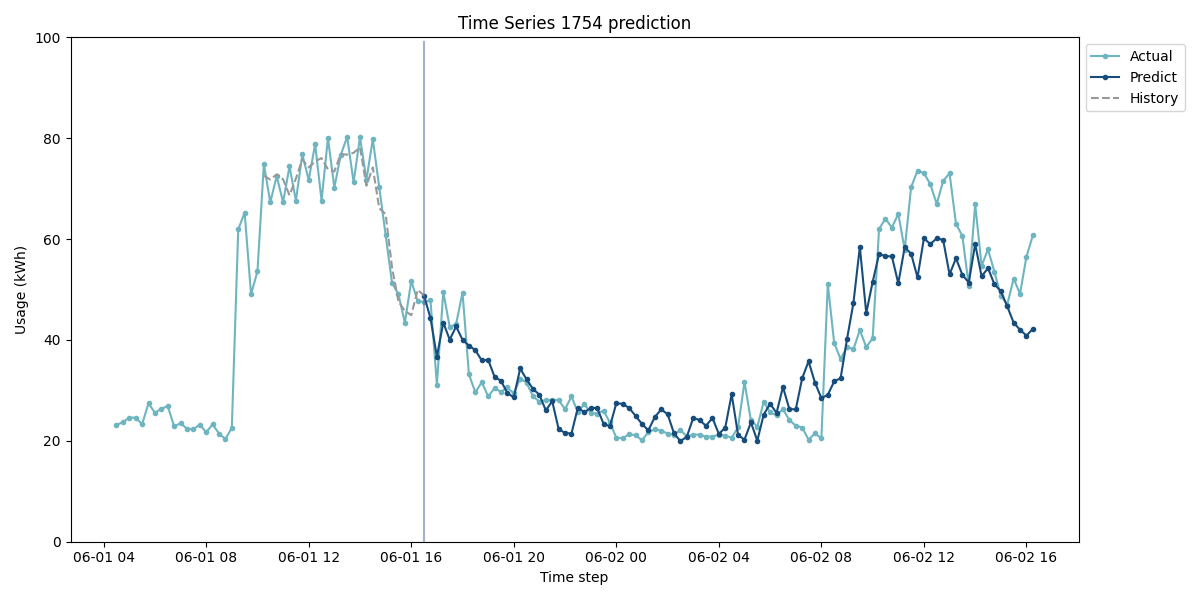 Time Series 1754 prediction
100
80
60
40
20
0
Usage (kWh)
06-01 04
06-01 08
06-01 12
06-01 16
06-01 20
06-02 00
06-02 04
06-02 08
06-02 12
06-02 16
Time step
Actual
Predict
History